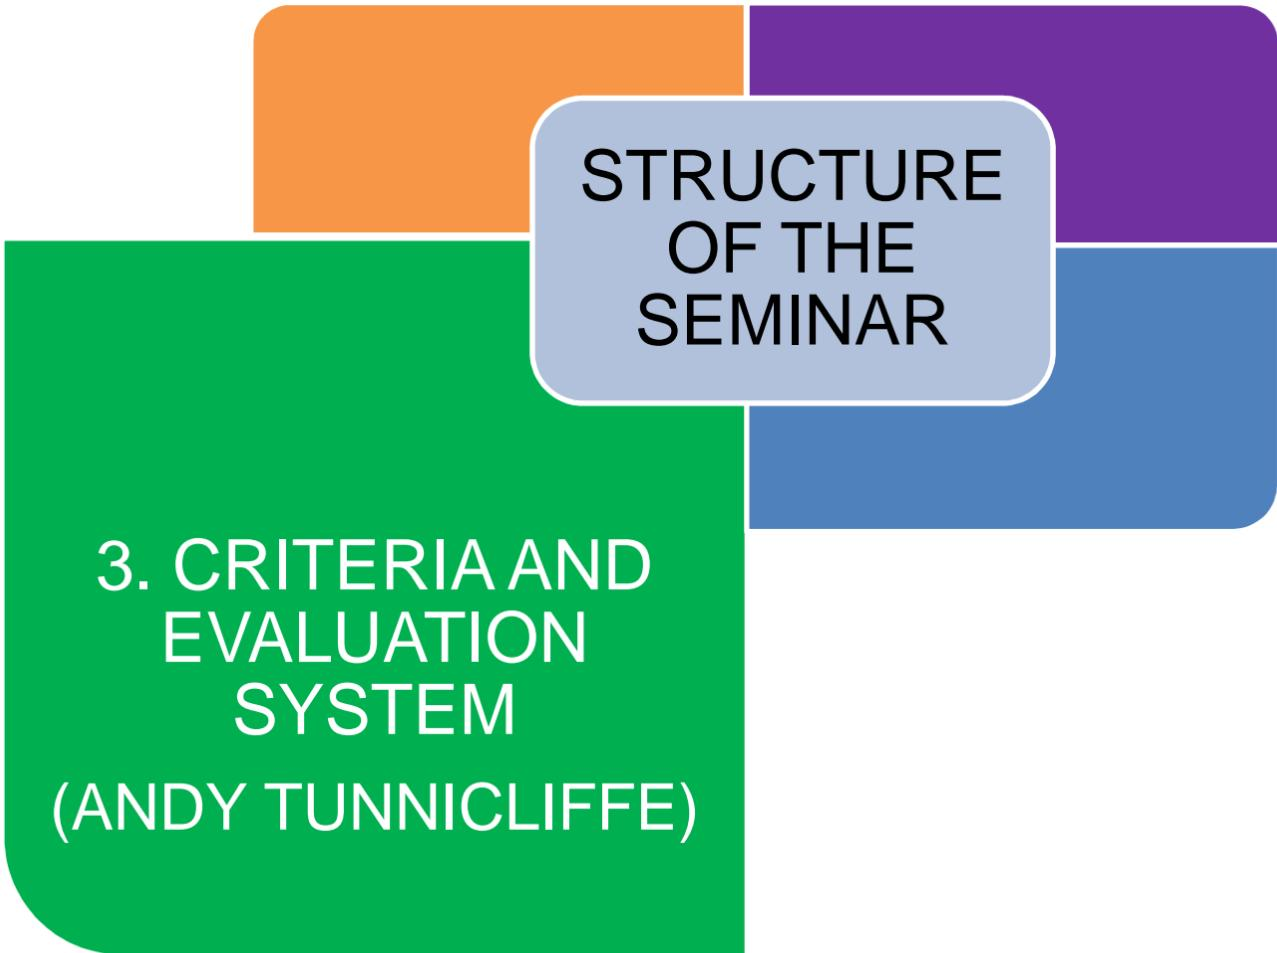 STRUCTURE
OF THE
SEMINAR
3. CRITERIA AND
EVALUATION
SYSTEM
(ANDY TUNNICLIFFE)